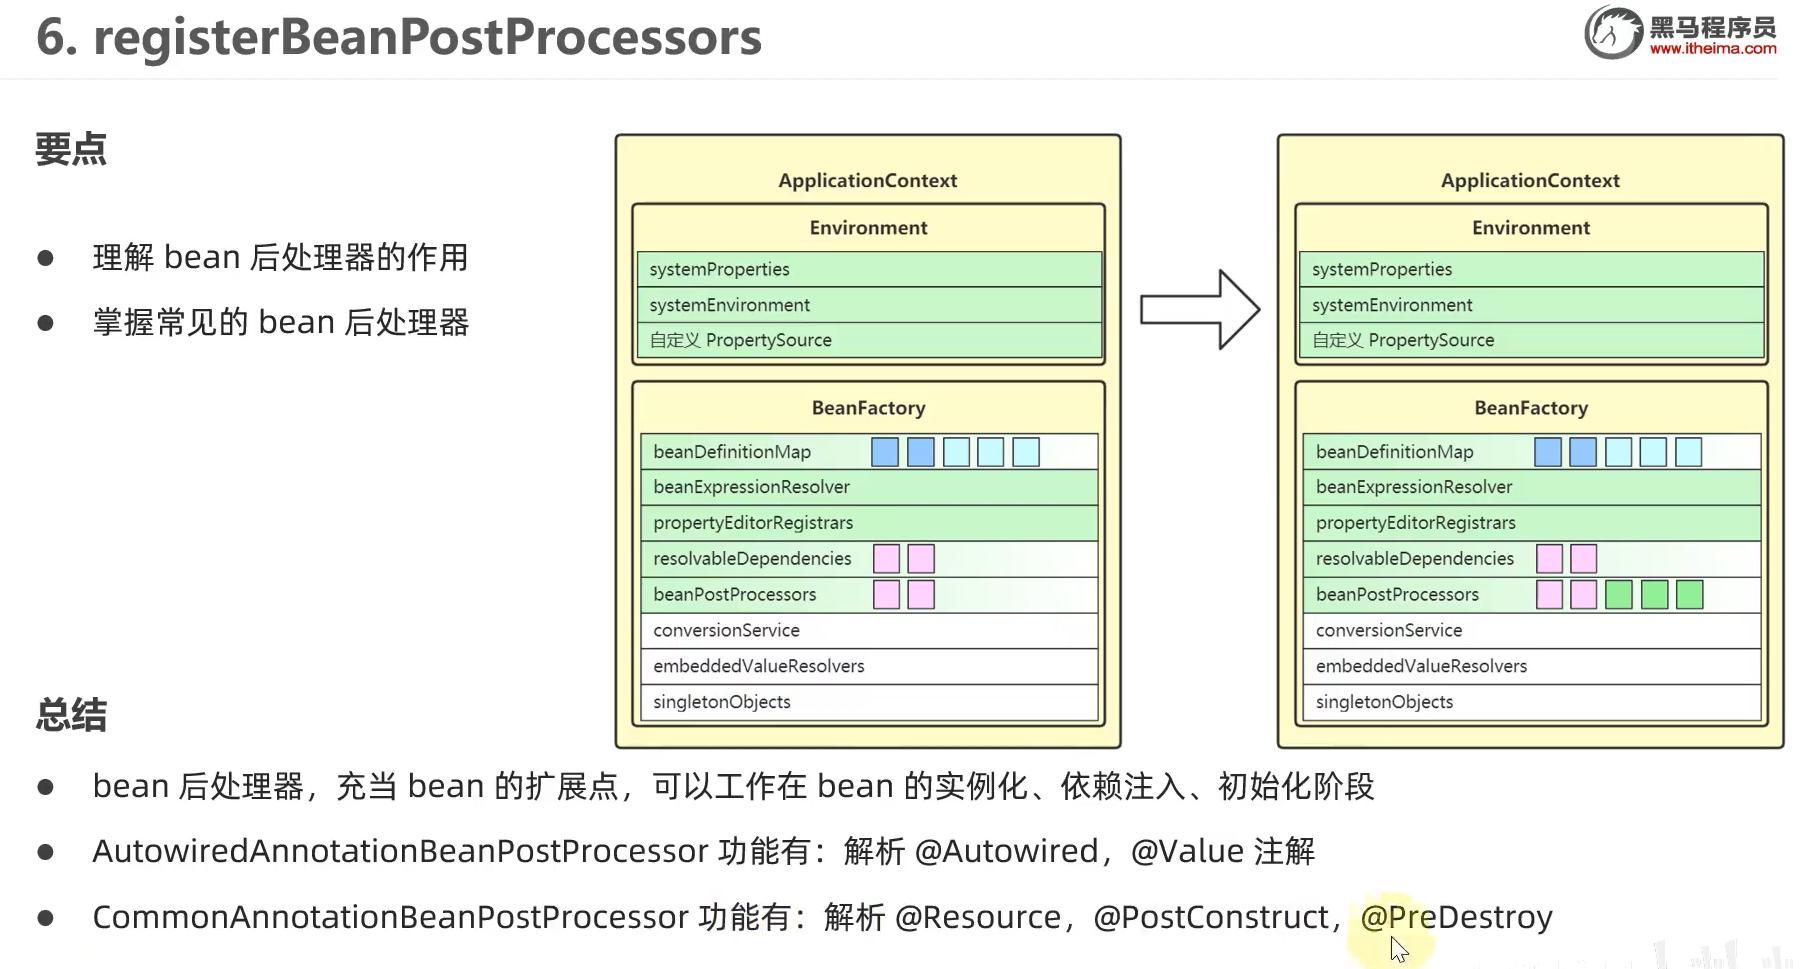 6. registerBeanPostProcessors
黑马程序员
www.itheima.com
要点
● 理解 bean 后处理器的作用
● 掌握常见的 bean 后处理器
ApplicationContext
Environment
systemProperties
systemEnvironment
自定义 PropertySource
BeanFactory
beanDefinitionMap
beanExpressionResolver
propertyEditorRegistrars
resolvableDependencies
beanPostProcessors
conversionService
embeddedValueResolvers
singletonObjects
ApplicationContext
Environment
systemProperties
systemEnvironment
自定义 PropertySource
BeanFactory
beanDefinitionMap
beanExpressionResolver
propertyEditorRegistrars
resolvableDependencies
beanPostProcessors
conversionService
embeddedValueResolvers
singletonObjects
总结
● bean 后处理器，充当 bean 的扩展点，可以工作在 bean 的实例化、依赖注入、初始化阶段
● AutowiredAnnotationBeanPostProcessor 功能有：解析 @Autowired，@Value 注解
● CommonAnnotationBeanPostProcessor 功能有：解析 @Resource，@PostConstruct，@PreDestroy